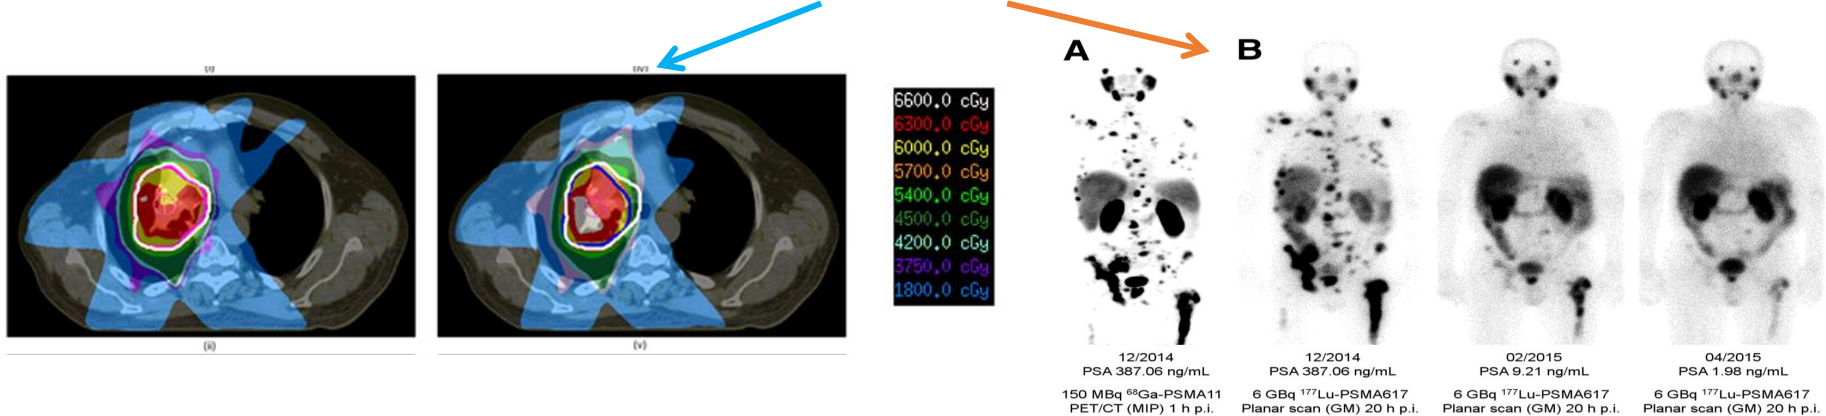 (ii)
(v)
6600.0 cGy
6300.0 cGy
6000.0 cGy
5700.0 cGy
5400.0 cGy
4500.0 cGy
4200.0 cGy
3750.0 cGy
1800.0 cGy
A
B
12/2014
PSA 387.06 ng/mL
150 MBq ⁶⁸Ga-PSMA11
PET/CT (MIP) 1 h p.i.
12/2014
PSA 387.06 ng/mL
6 GBq ¹⁷⁷Lu-PSMA617
Planar scan (GM) 20 h p.i.
02/2015
PSA 9.21 ng/mL
6 GBq ¹⁷⁷Lu-PSMA617
Planar scan (GM) 20 h p.i.
04/2015
PSA 1.98 ng/mL
6 GBq ¹⁷⁷Lu-PSMA617
Planar scan (GM) 20 h p.i.